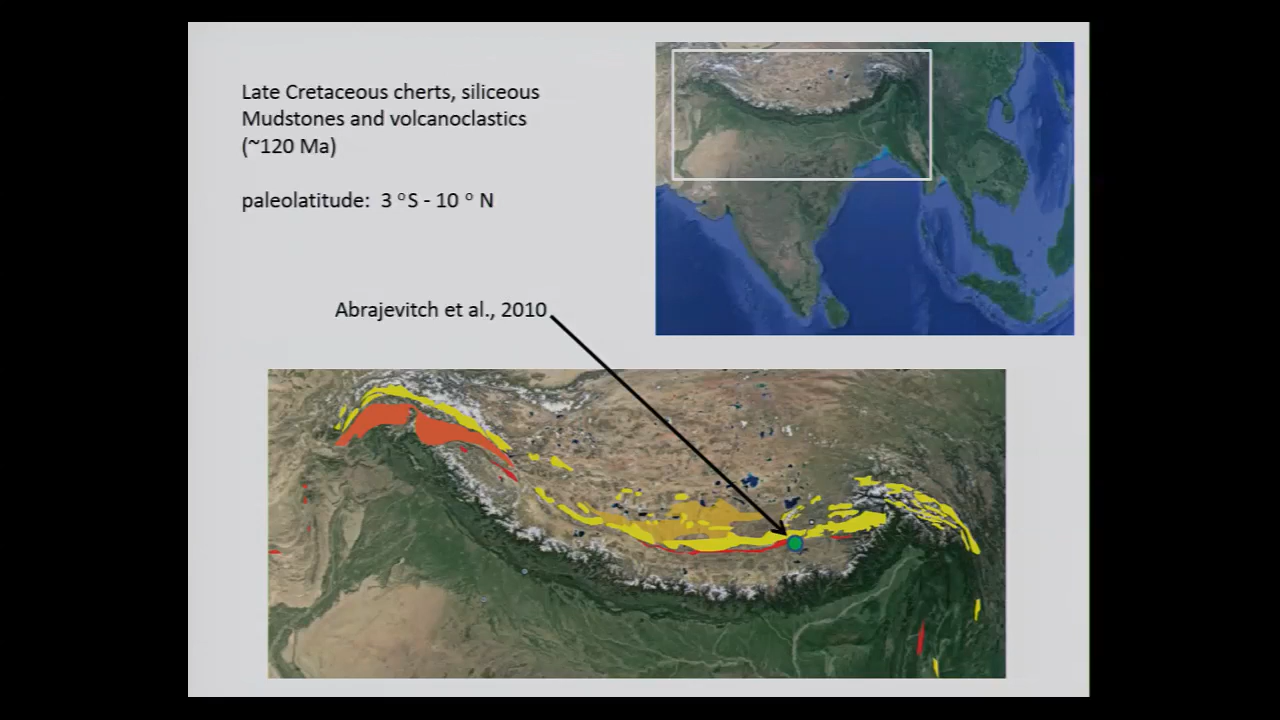 Late Cretaceous cherts, siliceous
Mudstones and volcanoclastics
(~120 Ma)
paleolatitude:  3 °S - 10 ° N
Abrajevitch et al., 2010